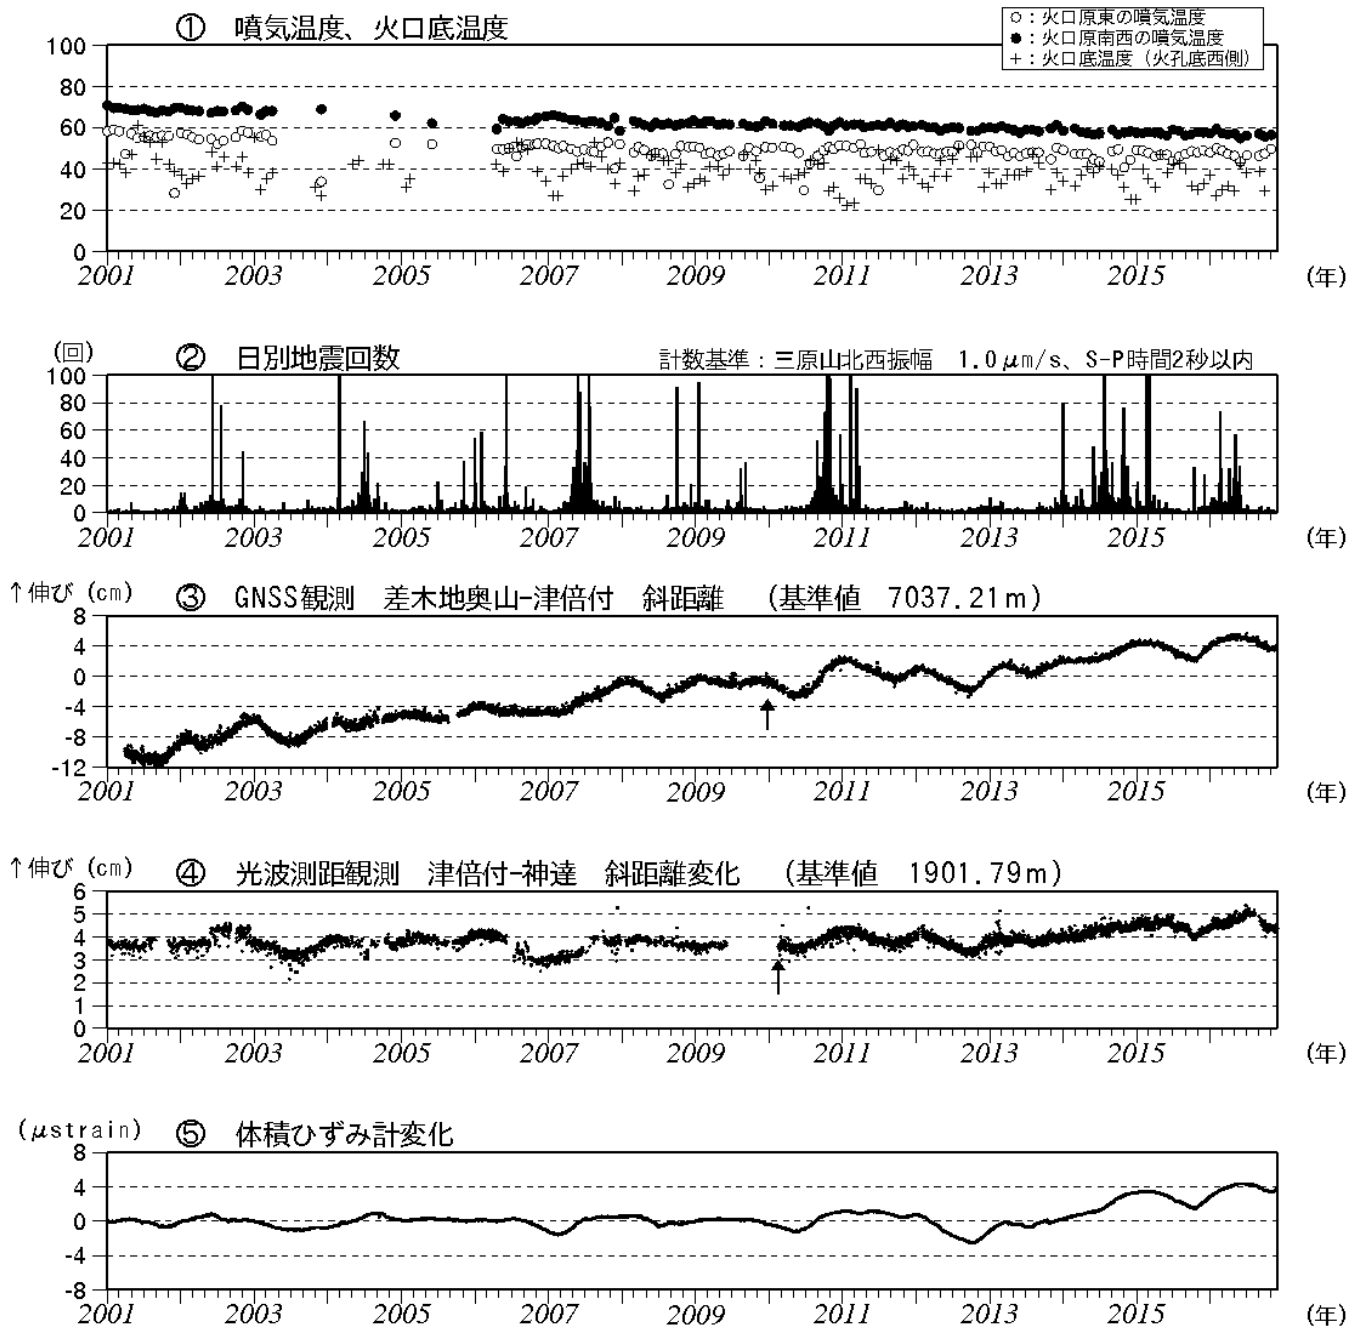 ① 噴気温度、火口底温度
○：火口原東の噴気温度
●：火口原南西の噴気温度
+：火口底温度（火孔底西側）
100
80
60
40
20
0
2001 2003 2005 2007 2009 2011 2013 2015 (年)
(回) ② 日別地震回数 計数基準：三原山北西振幅 1.0μm/s、S-P時間2秒以内
100
80
60
40
20
0
2001 2003 2005 2007 2009 2011 2013 2015 (年)
↑伸び (cm) ③ GNSS観測 差木地奥山-津倍付 斜距離 (基準値 7037.21m)
8
4
0
-4
-8
-12
2001 2003 2005 2007 2009 2011 2013 2015 (年)
↑伸び (cm) ④ 光波測距観測 津倍付-神達 斜距離変化 (基準値 1901.79m)
6
5
4
3
2
1
0
2001 2003 2005 2007 2009 2011 2013 2015 (年)
(μstrain) ⑤ 体積ひずみ計変化
8
4
0
-4
-8
2001 2003 2005 2007 2009 2011 2013 2015 (年)